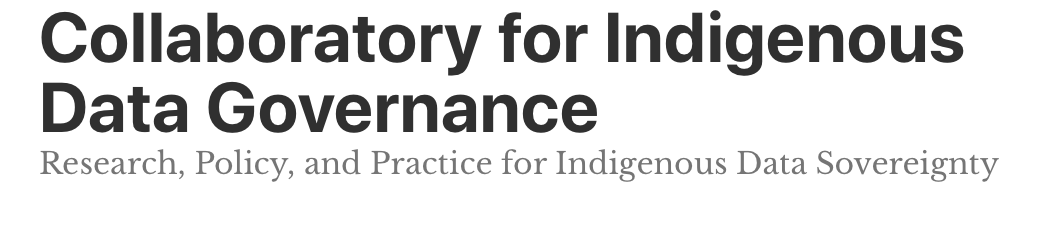 Collaboratory for Indigenous
Data Governance
Research, Policy, and Practice for Indigenous Data Sovereignty